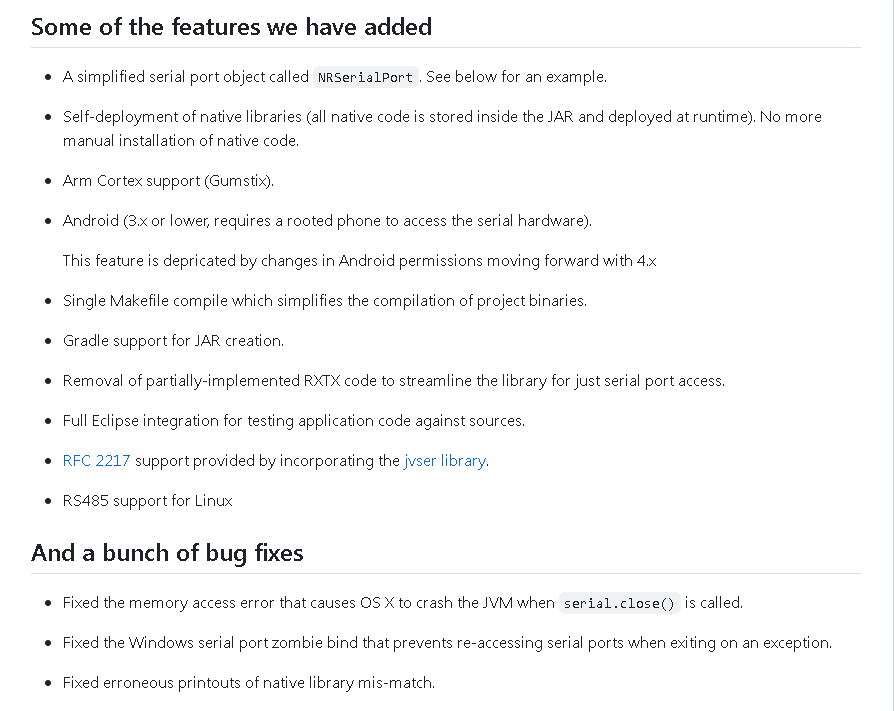 Some of the features we have added
A simplified serial port object called NRSerialPort. See below for an example.
Self-deployment of native libraries (all native code is stored inside the JAR and deployed at runtime). No more
manual installation of native code.
Arm Cortex support (Gumstix).
Android (3.x or lower, requires a rooted phone to access the serial hardware).
This feature is depricated by changes in Android permissions moving forward with 4.x
Single Makefile compile which simplifies the compilation of project binaries.
Gradle support for JAR creation.
Removal of partially-implemented RXTX code to streamline the library for just serial port access.
Full Eclipse integration for testing application code against sources.
RFC 2217 support provided by incorporating the jvser library.
RS485 support for Linux
And a bunch of bug fixes
Fixed the memory access error that causes OS X to crash the JVM when serial.close() is called.
Fixed the Windows serial port zombie bind that prevents re-accessing serial ports when exiting on an exception.
Fixed erroneous printouts of native library mis-match.